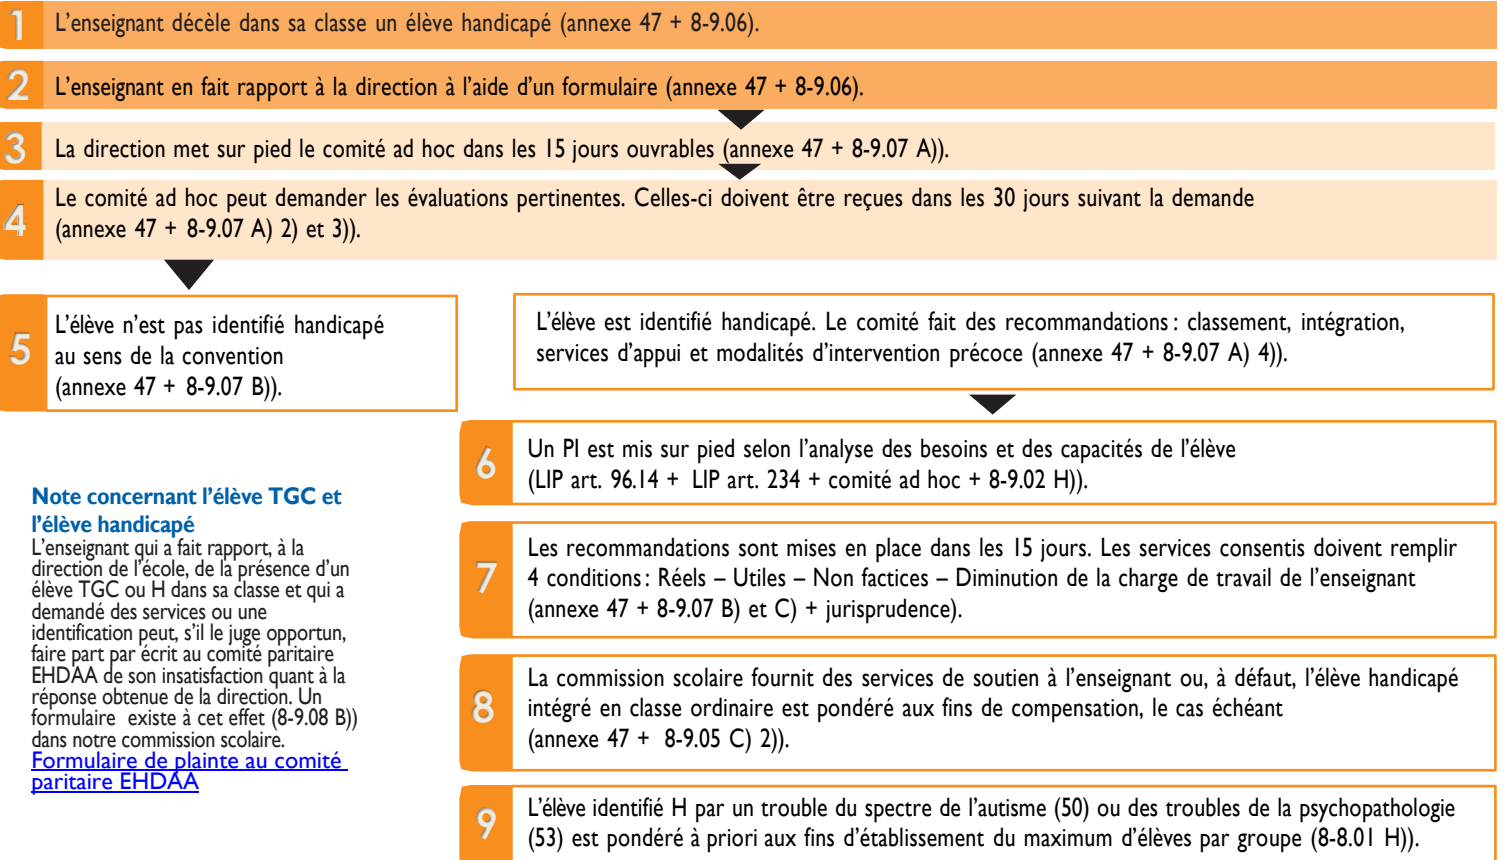 1 L'enseignant décèle dans sa classe un élève handicapé (annexe 47 + 8-9.06).
2 L'enseignant en fait rapport à la direction à l'aide d'un formulaire (annexe 47 + 8-9.06).
3 La direction met sur pied le comité ad hoc dans les 15 jours ouvrables (annexe 47 + 8-9.07 A)).
4 Le comité ad hoc peut demander les évaluations pertinentes. Celles-ci doivent être reçues dans les 30 jours suivant la demande
(annexe 47 + 8-9.07 A) 2) et 3)).
5 L'élève n'est pas identifié handicapé
au sens de la convention
(annexe 47 + 8-9.07 B)).
L'élève est identifié handicapé. Le comité fait des recommandations : classement, intégration,
services d'appui et modalités d'intervention précoce (annexe 47 + 8-9.07 A) 4)).
6 Un PI est mis sur pied selon l'analyse des besoins et des capacités de l'élève
(LIP art. 96.14 + LIP art. 234 + comité ad hoc + 8-9.02 H)).
7 Les recommandations sont mises en place dans les 15 jours. Les services consentis doivent remplir
4 conditions : Réels – Utiles – Non factices – Diminution de la charge de travail de l'enseignant
(annexe 47 + 8-9.07 B) et C) + jurisprudence).
8 La commission scolaire fournit des services de soutien à l'enseignant ou, à défaut, l'élève handicapé
intégré en classe ordinaire est pondéré aux fins de compensation, le cas échéant
(annexe 47 + 8-9.05 C) 2)).
9 L'élève identifié H par un trouble du spectre de l'autisme (50) ou des troubles de la psychopathologie
(53) est pondéré à priori aux fins d'établissement du maximum d'élèves par groupe (8-8.01 H)).
Note concernant l'élève TGC et
l'élève handicapé
L'enseignant qui a fait rapport, à la
direction de l'école, de la présence d'un
élève TGC ou H dans sa classe et qui a
demandé des services ou une
identification peut, s'il le juge opportun,
faire part par écrit au comité paritaire
EHDAA de son insatisfaction quant à la
réponse obtenue de la direction. Un
formulaire existe à cet effet (8-9.08 B))
dans notre commission scolaire.
Formulaire de plainte au comité
paritaire EHDAA